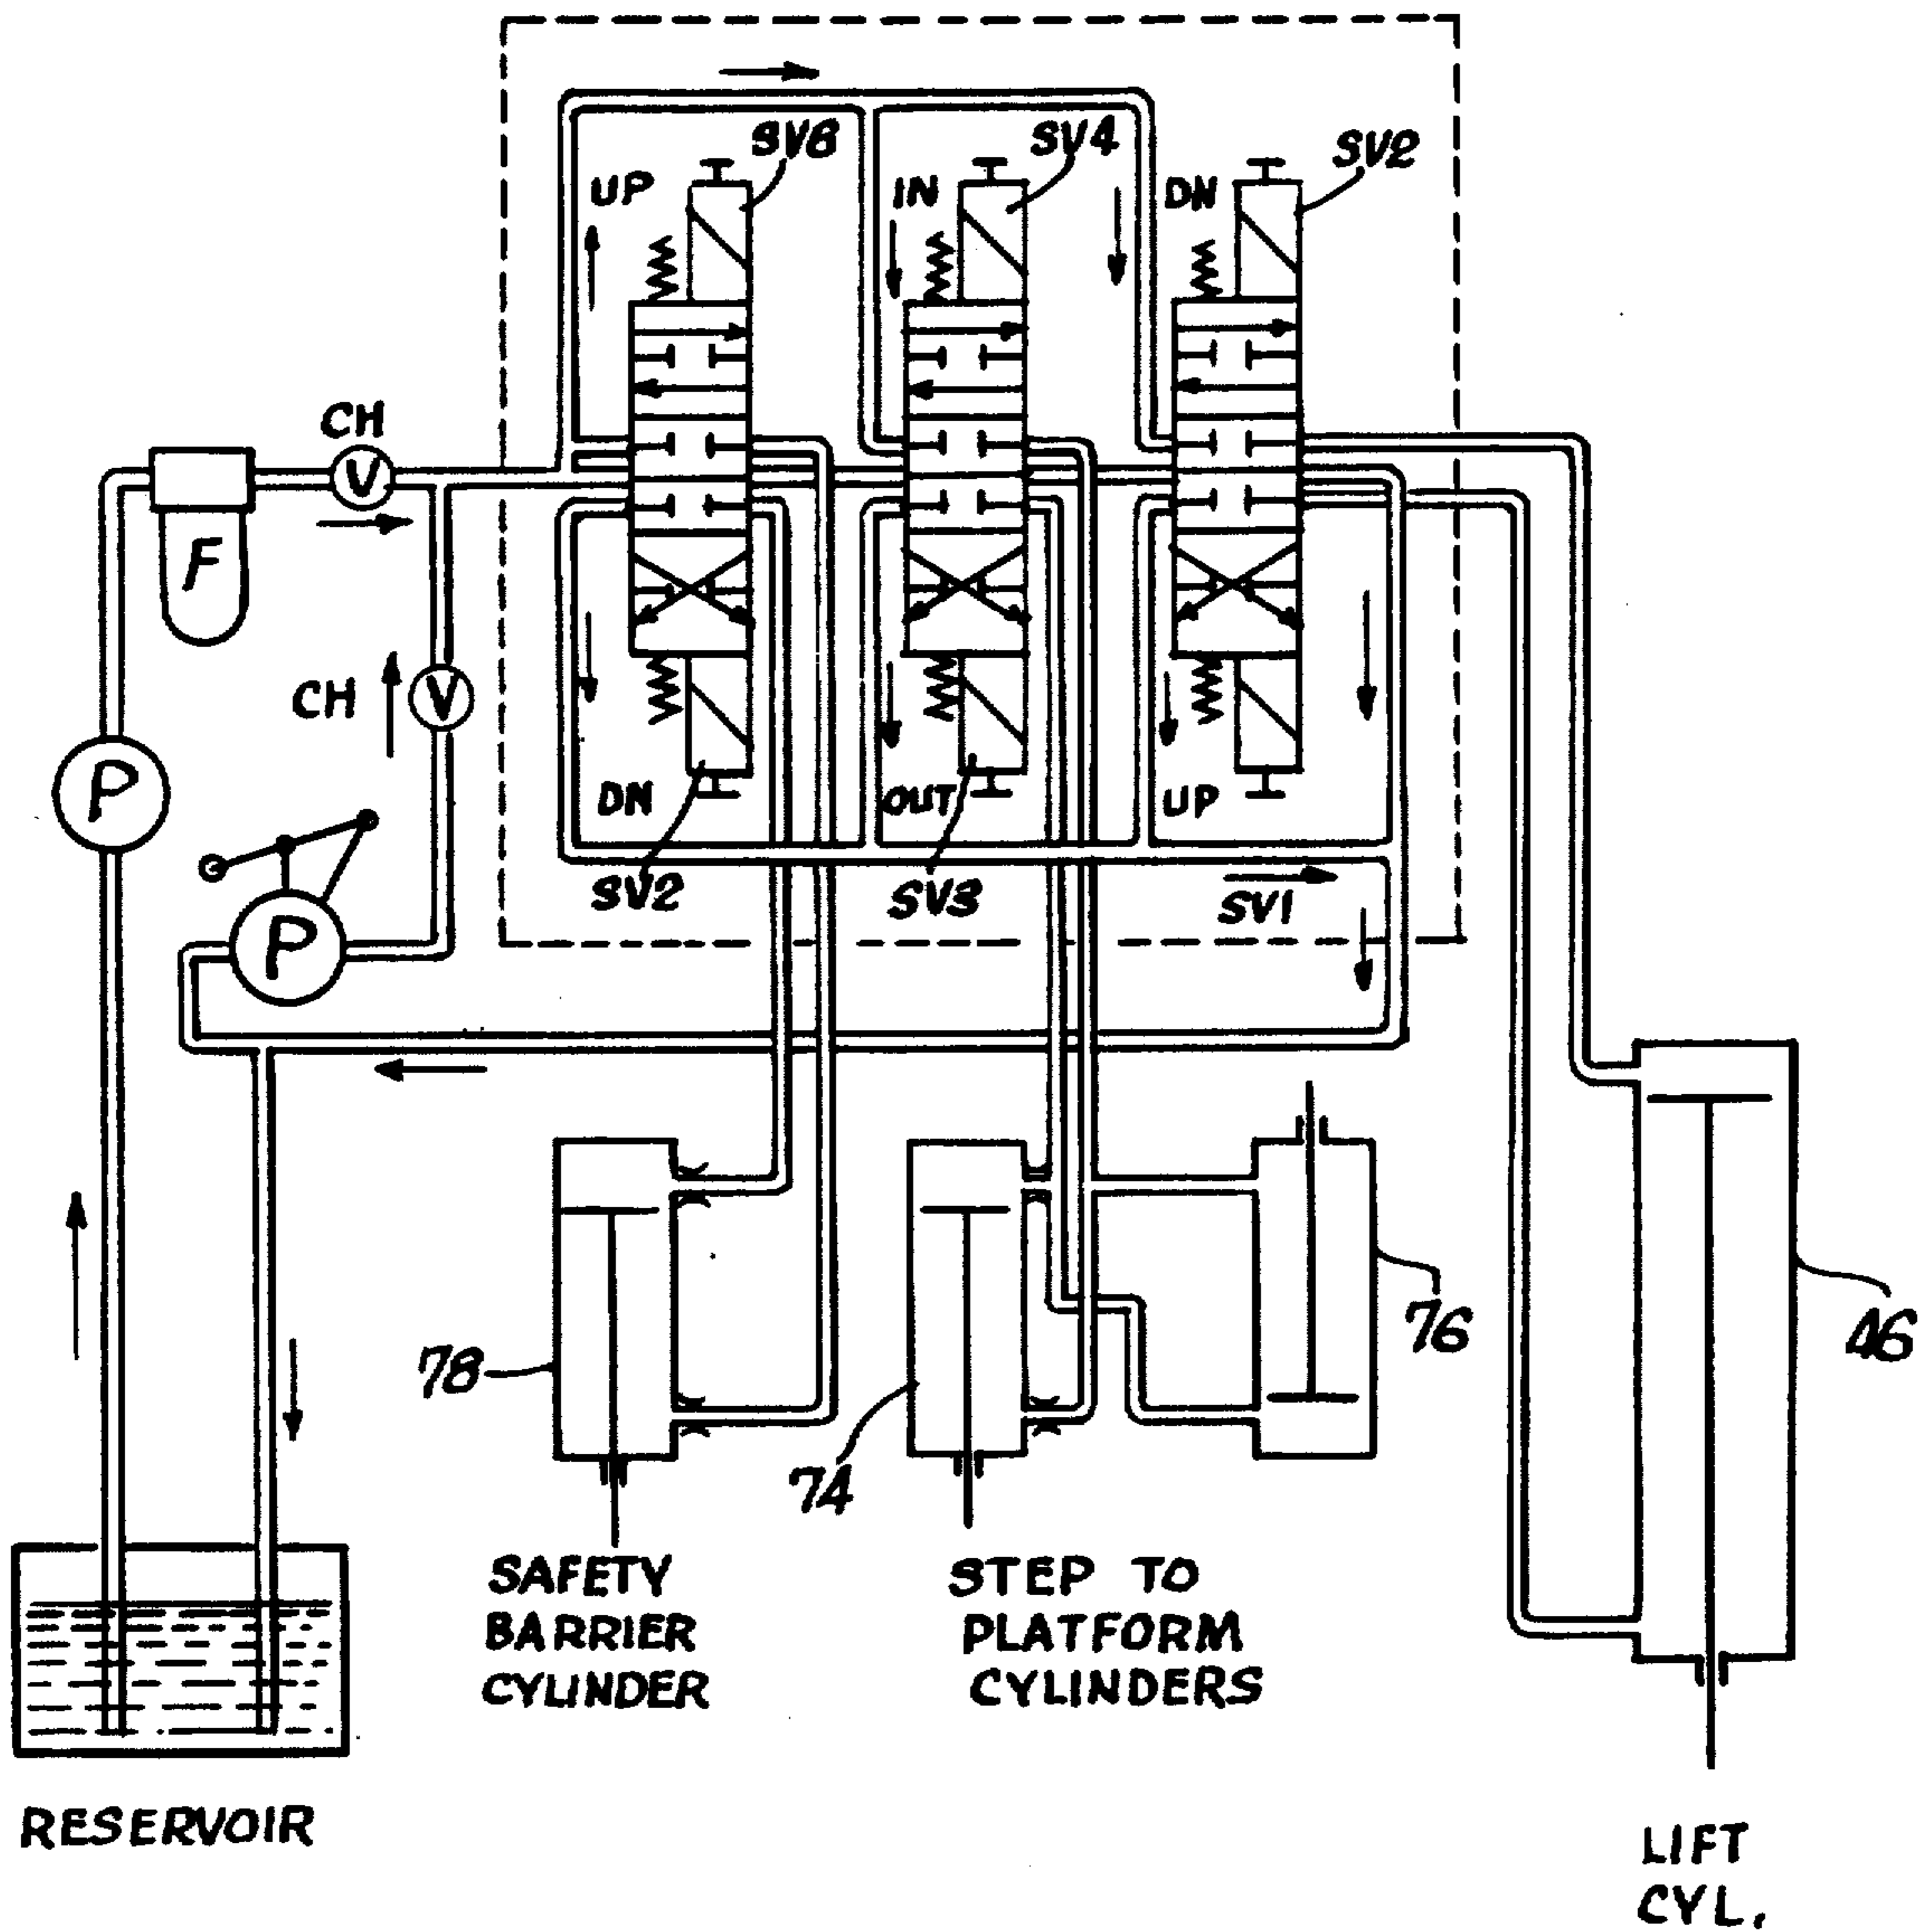 SV6
SV4
SV2
UP
IN
DN
CH
V
F
CH
V
P
DN
OUT
UP
SV2
SV3
SV1
P
76
46
78
74
SAFETY
BARRIER
CYLINDER
STEP TO
PLATFORM
CYLINDERS
RESERVOIR
LIFT
CYL.